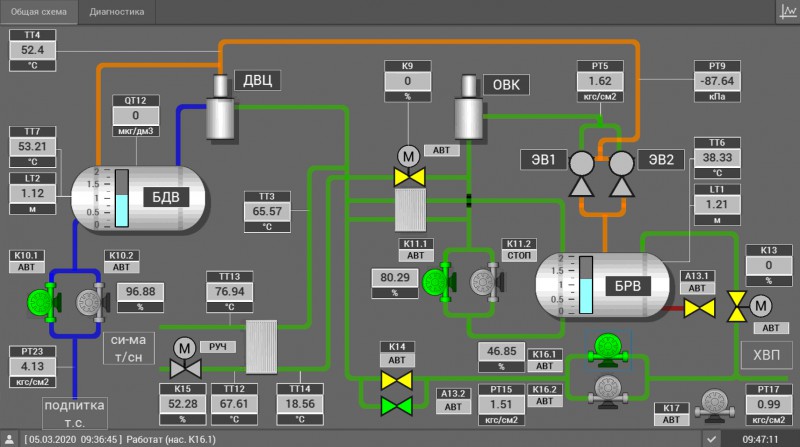 Общая схема
Диагностика
TT4
52.4
°C
QT12
0
мкг/дм3
ДВЦ
K9
0
%
ОВК
PT5
1.62
кгс/см2
PT9
-87.64
кПа
TT7
53.21
°C
LT2
1.12
м
2
1.5
1
0.5
0
БДВ
M
АВТ
ЭВ1
ЭВ2
TT6
38.33
°C
LT1
1.21
м
TT3
65.57
°C
K10.1
АВТ
K10.2
АВТ
96.88
%
TT13
76.94
°C
K11.1
АВТ
K11.2
СТОП
80.29
%
2
1.5
1
0.5
0
БРВ
A13.1
АВТ
K13
0
%
M
АВТ
си-ма
т/сн
M
РУЧ
PT23
4.13
кгс/см2
K15
52.28
%
TT12
67.61
°C
TT14
18.56
°C
K14
АВТ
A13.2
АВТ
46.85
%
K16.1
АВТ
K16.2
АВТ
PT15
1.51
кгс/см2
ХВП
K17
АВТ
PT17
0.99
кгс/см2
подпитка
т.с.
[ 05.03.2020 09:36:45 ] Работат (нас. K16.1)
09:47:11